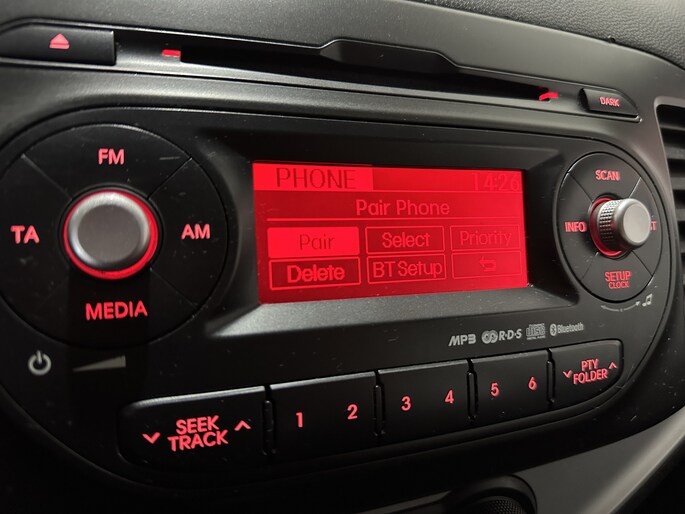 DARK
FM
TA
AM
MEDIA
PHONE 14:26
Pair Phone
Pair Select Priority
Delete BT Setup
SCAN
INFO
SETUP
CLOCK
MP3 R·D·S Bluetooth
SEEK
TRACK
1 2 3 4 5 6
PTY
FOLDER